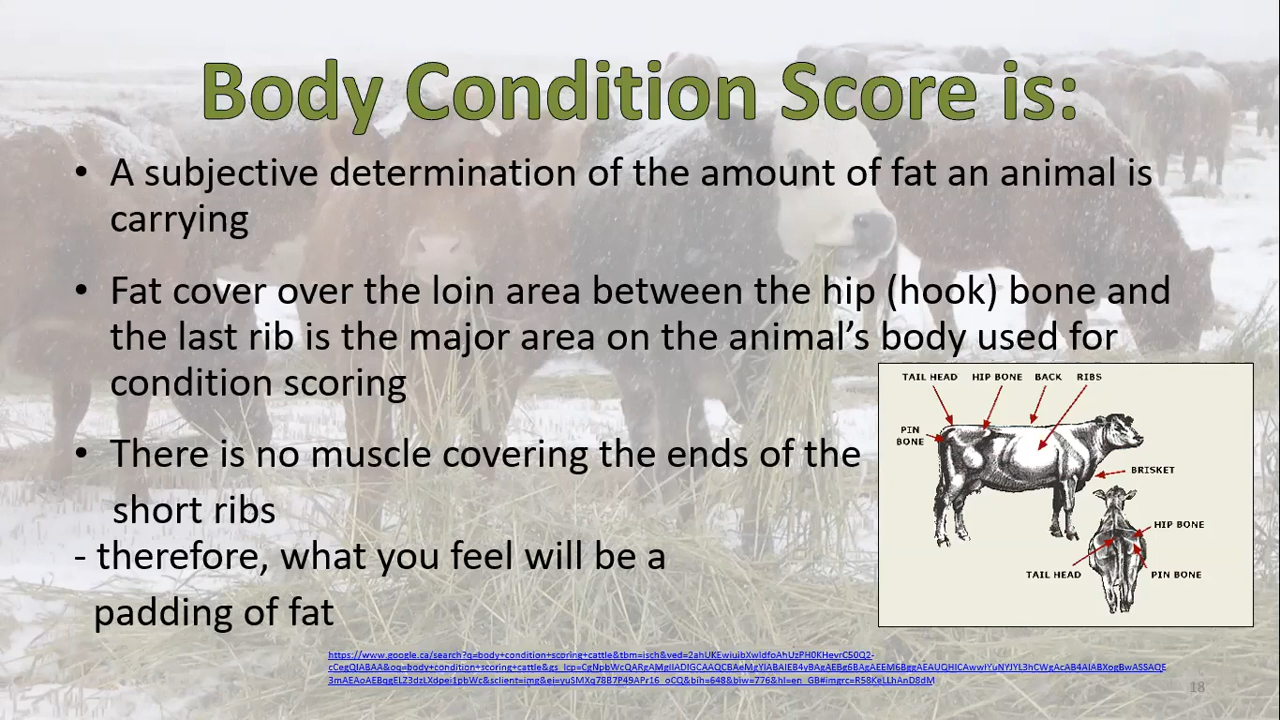 Body Condition Score is:
• A subjective determination of the amount of fat an animal is
carrying
• Fat cover over the loin area between the hip (hook) bone and
the last rib is the major area on the animal’s body used for
condition scoring
• There is no muscle covering the ends of the
short ribs
- therefore, what you feel will be a
padding of fat
TAIL HEAD HIP BONE BACK RIBS
PIN
BONE
BRISKET
HIP BONE
TAIL HEAD PIN BONE
18